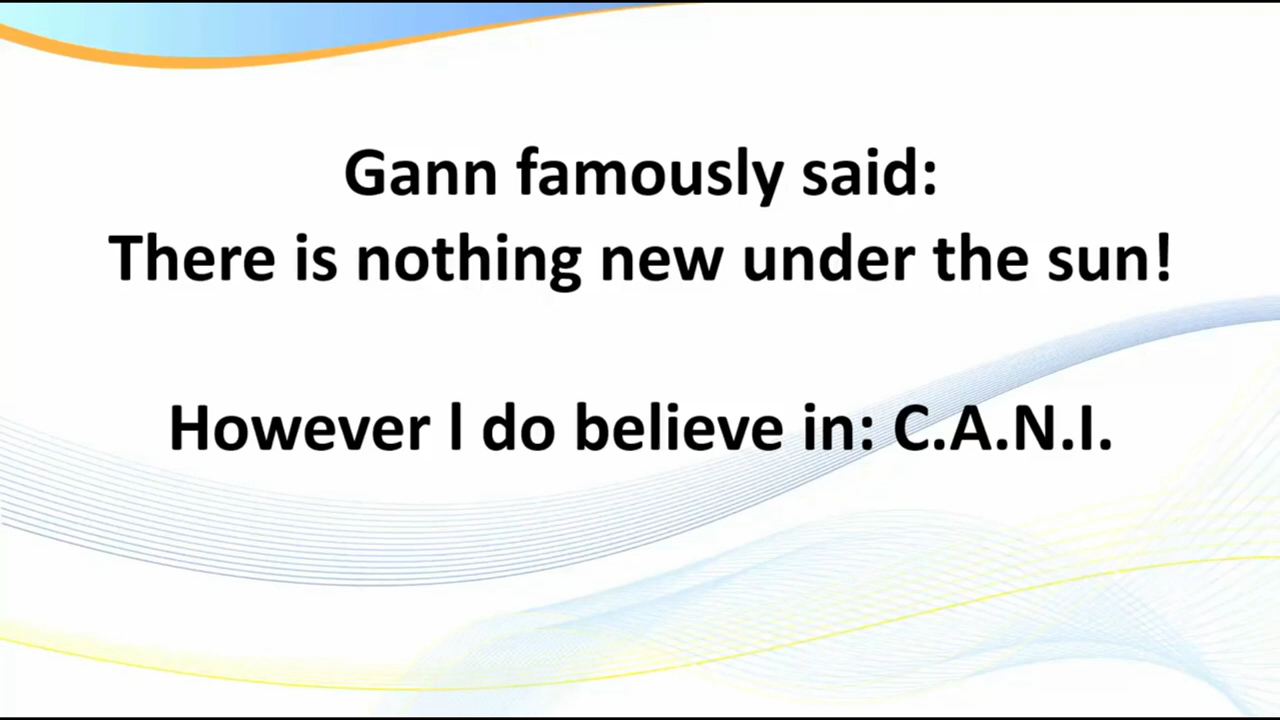 Gann famously said:
There is nothing new under the sun!
However I do believe in: C.A.N.I.